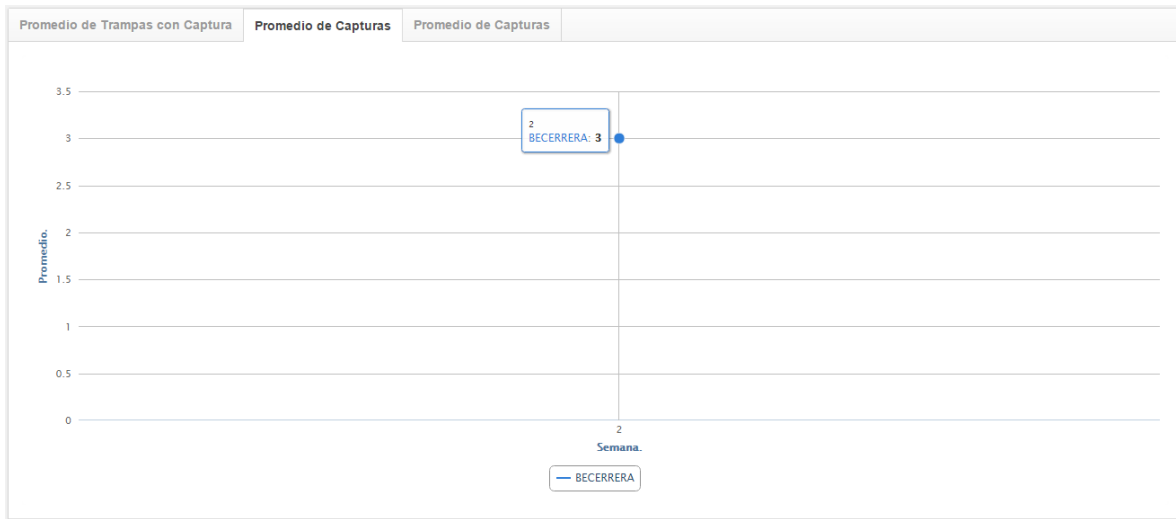 Promedio de Trampas con Captura
Promedio de Capturas
Promedio de Capturas
3.5
2
BECERRERA: 3
3
2.5
2
Promedio.
1.5
1
0.5
0
2
Semana.
BECERRERA